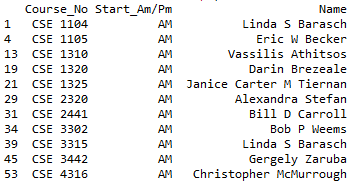 Course_No Start_Am/Pm Name
1 CSE 1104 AM Linda S Barasch
4 CSE 1105 AM Eric W Becker
13 CSE 1310 AM Vassilis Athitsos
19 CSE 1320 AM Darin Brezeale
21 CSE 1325 AM Janice Carter M Tiernan
29 CSE 2320 AM Alexandra Stefan
31 CSE 2441 AM Bill D Carroll
34 CSE 3302 AM Bob P Weems
39 CSE 3315 AM Linda S Barasch
45 CSE 3442 AM Gergely Zaruba
53 CSE 4316 AM Christopher McMurrough